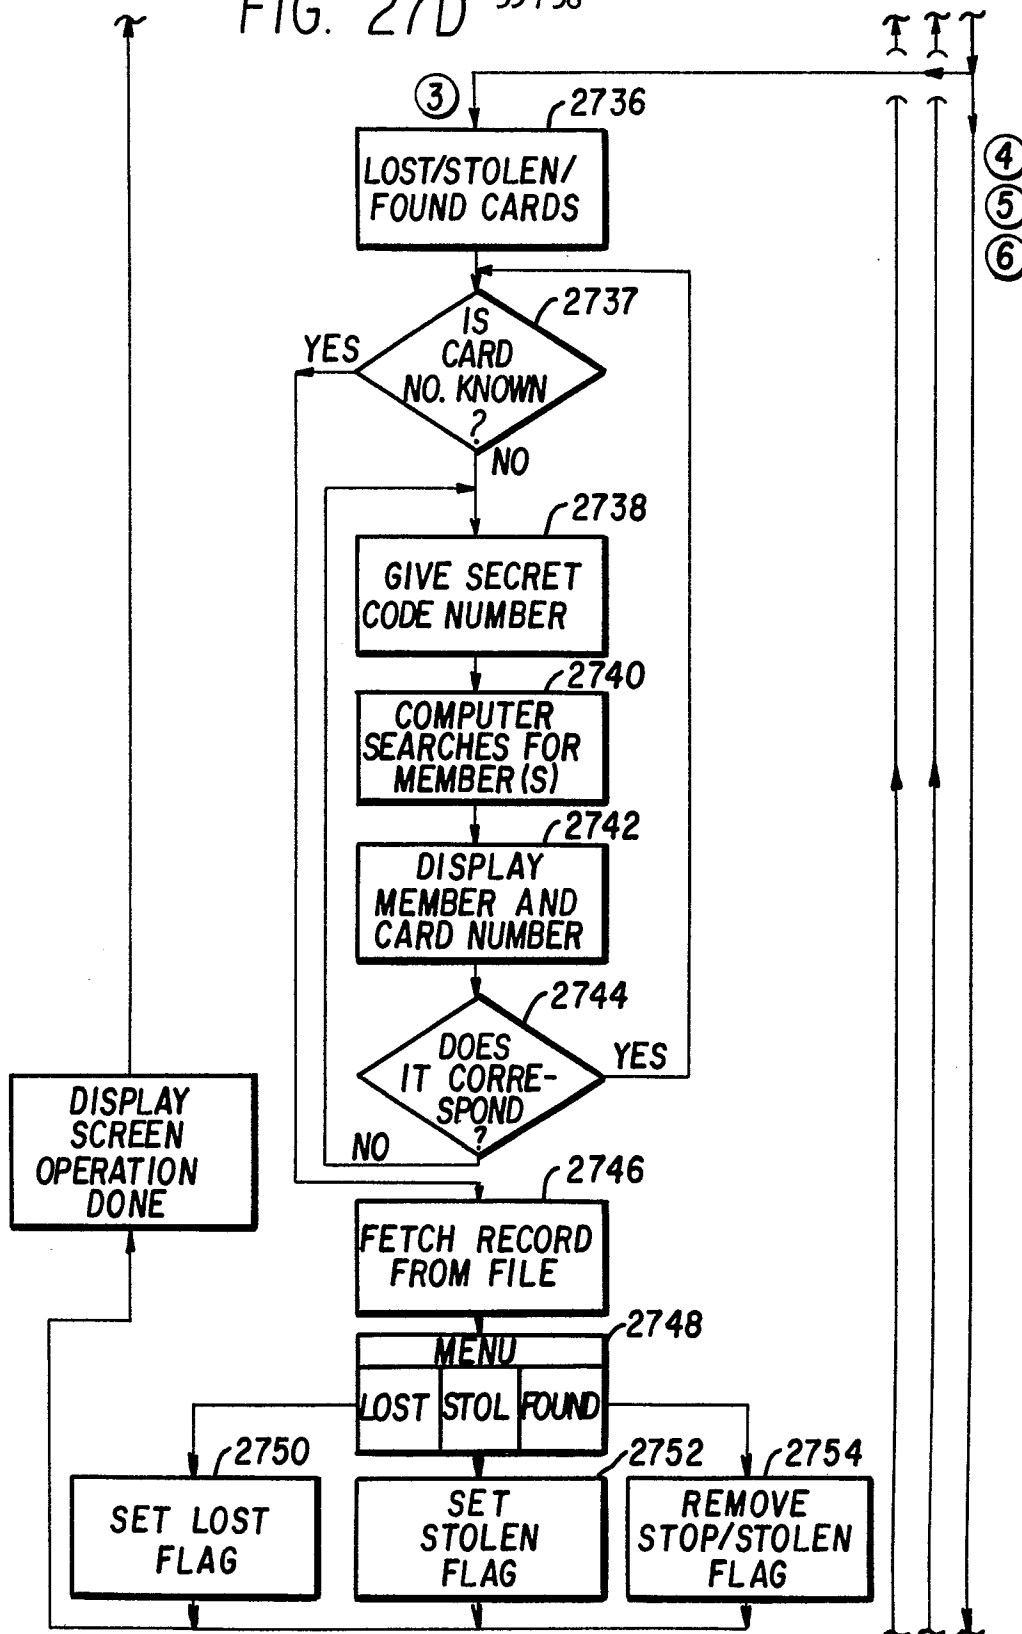 FIG. 27D
③
2736
LOST/STOLEN/
FOUND CARDS
④
⑤
⑥
2737
IS
CARD
NO. KNOWN
?
YES
NO
2738
GIVE SECRET
CODE NUMBER
2740
COMPUTER
SEARCHES FOR
MEMBER(S)
2742
DISPLAY
MEMBER AND
CARD NUMBER
2744
DOES
IT CORRE-
SPOND
?
YES
NO
DISPLAY
SCREEN
OPERATION
DONE
2746
FETCH RECORD
FROM FILE
2748
MENU
LOST STOL FOUND
2750
SET LOST
FLAG
2752
SET
STOLEN
FLAG
2754
REMOVE
STOP/STOLEN
FLAG